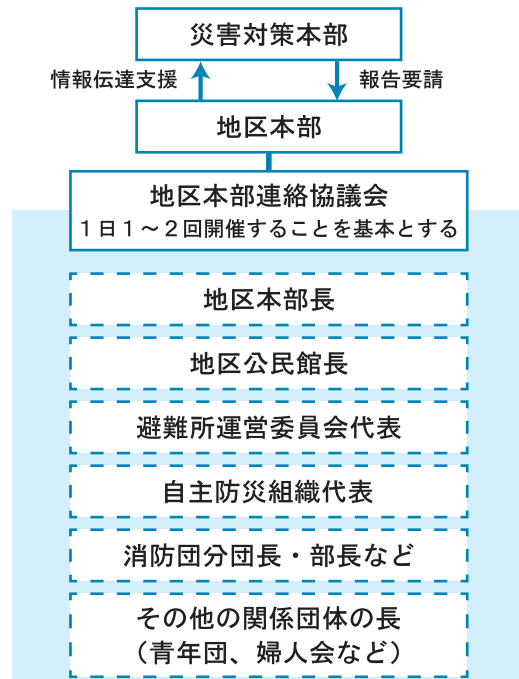 災害対策本部
情報伝達支援
報告要請
地区本部
地区本部連絡協議会
１日１～２回開催することを基本とする
地区本部長
地区公民館長
避難所運営委員会代表
自主防災組織代表
消防団分団長・部長など
その他の関係団体の長
（青年団、婦人会など）